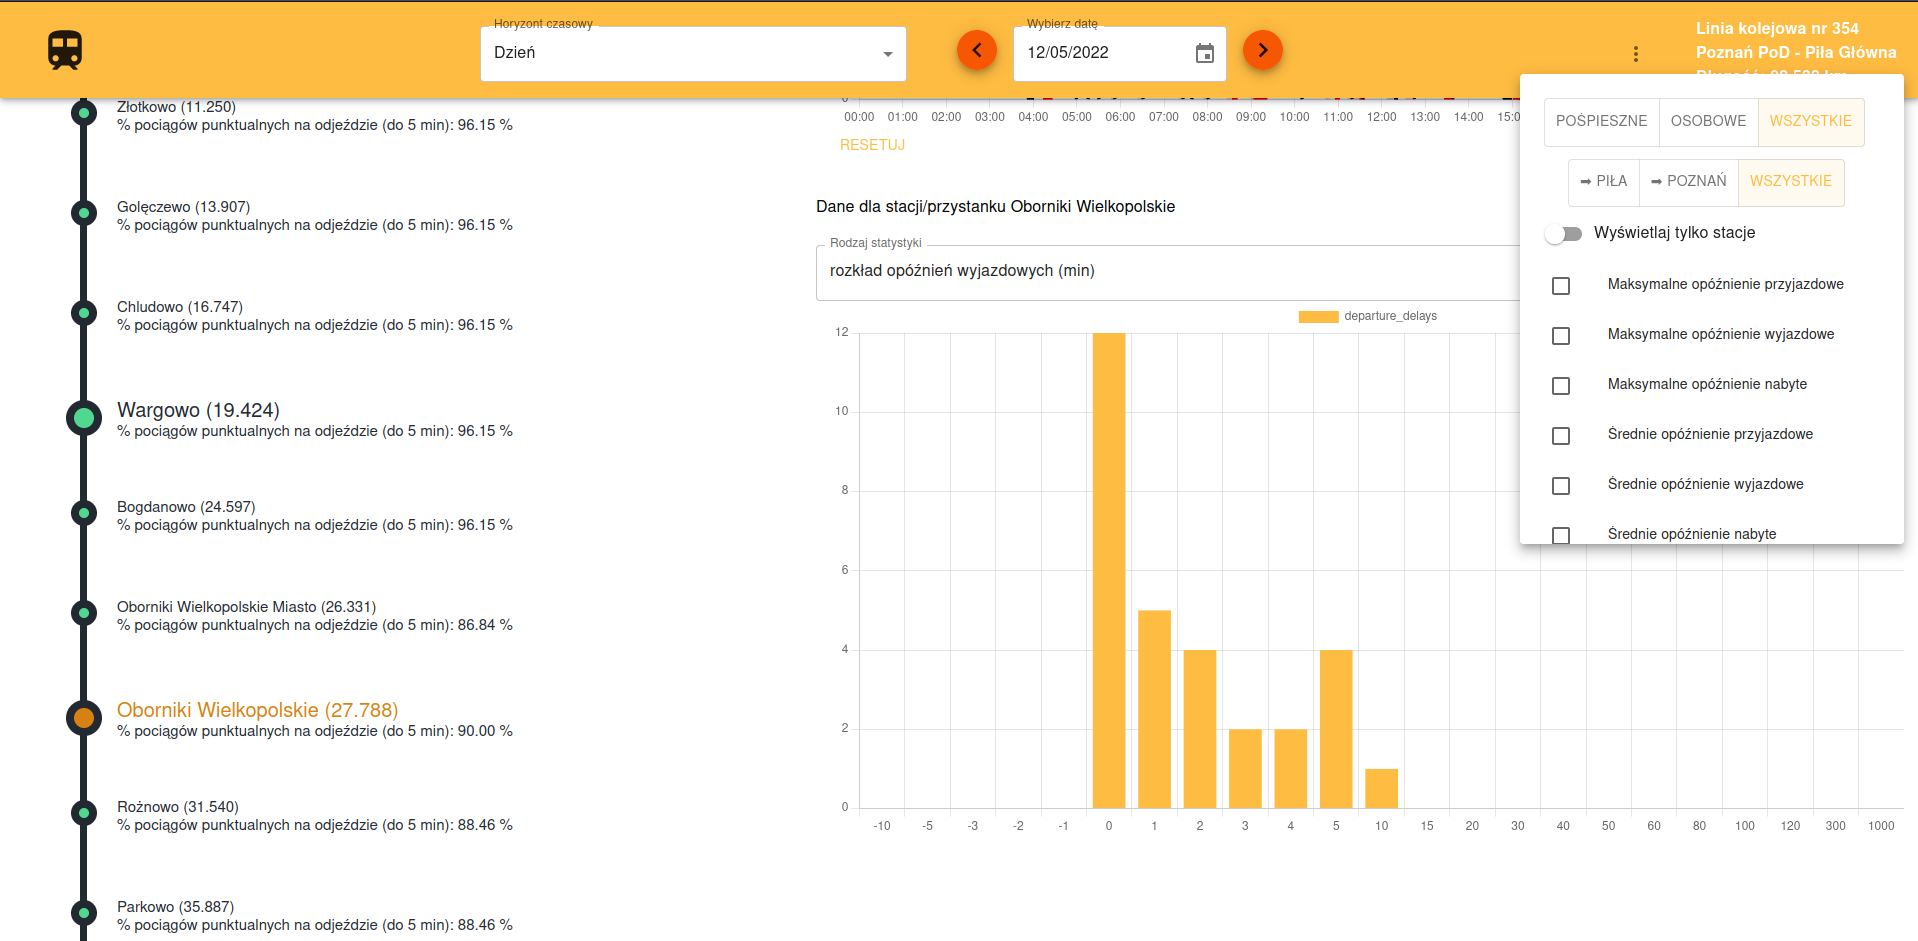 Horyzont czasowy
Dzień
Wybierz datę
12/05/2022
Linia kolejowa nr 354
Poznań PoD - Piła Główna
Złotkowo (11.250)
% pociągów punktualnych na odjeździe (do 5 min): 96.15 %
Golęczewo (13.907)
% pociągów punktualnych na odjeździe (do 5 min): 96.15 %
Chludowo (16.747)
% pociągów punktualnych na odjeździe (do 5 min): 96.15 %
Wargowo (19.424)
% pociągów punktualnych na odjeździe (do 5 min): 96.15 %
Bogdanowo (24.597)
% pociągów punktualnych na odjeździe (do 5 min): 96.15 %
Oborniki Wielkopolskie Miasto (26.331)
% pociągów punktualnych na odjeździe (do 5 min): 86.84 %
Oborniki Wielkopolskie (27.788)
% pociągów punktualnych na odjeździe (do 5 min): 90.00 %
Rożnowo (31.540)
% pociągów punktualnych na odjeździe (do 5 min): 88.46 %
Parkowo (35.887)
% pociągów punktualnych na odjeździe (do 5 min): 88.46 %
0
00:00 01:00 02:00 03:00 04:00 05:00 06:00 07:00 08:00 09:00 10:00 11:00 12:00 13:00 14:00 15:0
RESETUJ
Dane dla stacji/przystanku Oborniki Wielkopolskie
Rodzaj statystyki
rozkład opóźnień wyjazdowych (min)
departure_delays
12
10
8
6
4
2
0
-10 -5 -3 -2 -1 0 1 2 3 4 5 10 15 20 30 40 50 60 80 100 120 300 1000
POŚPIESZNE OSOBOWE WSZYSTKIE
➡ PIŁA ➡ POZNAŃ WSZYSTKIE
Wyświetlaj tylko stacje
Maksymalne opóźnienie przyjazdowe
Maksymalne opóźnienie wyjazdowe
Maksymalne opóźnienie nabyte
Średnie opóźnienie przyjazdowe
Średnie opóźnienie wyjazdowe
Średnie opóźnienie nabyte